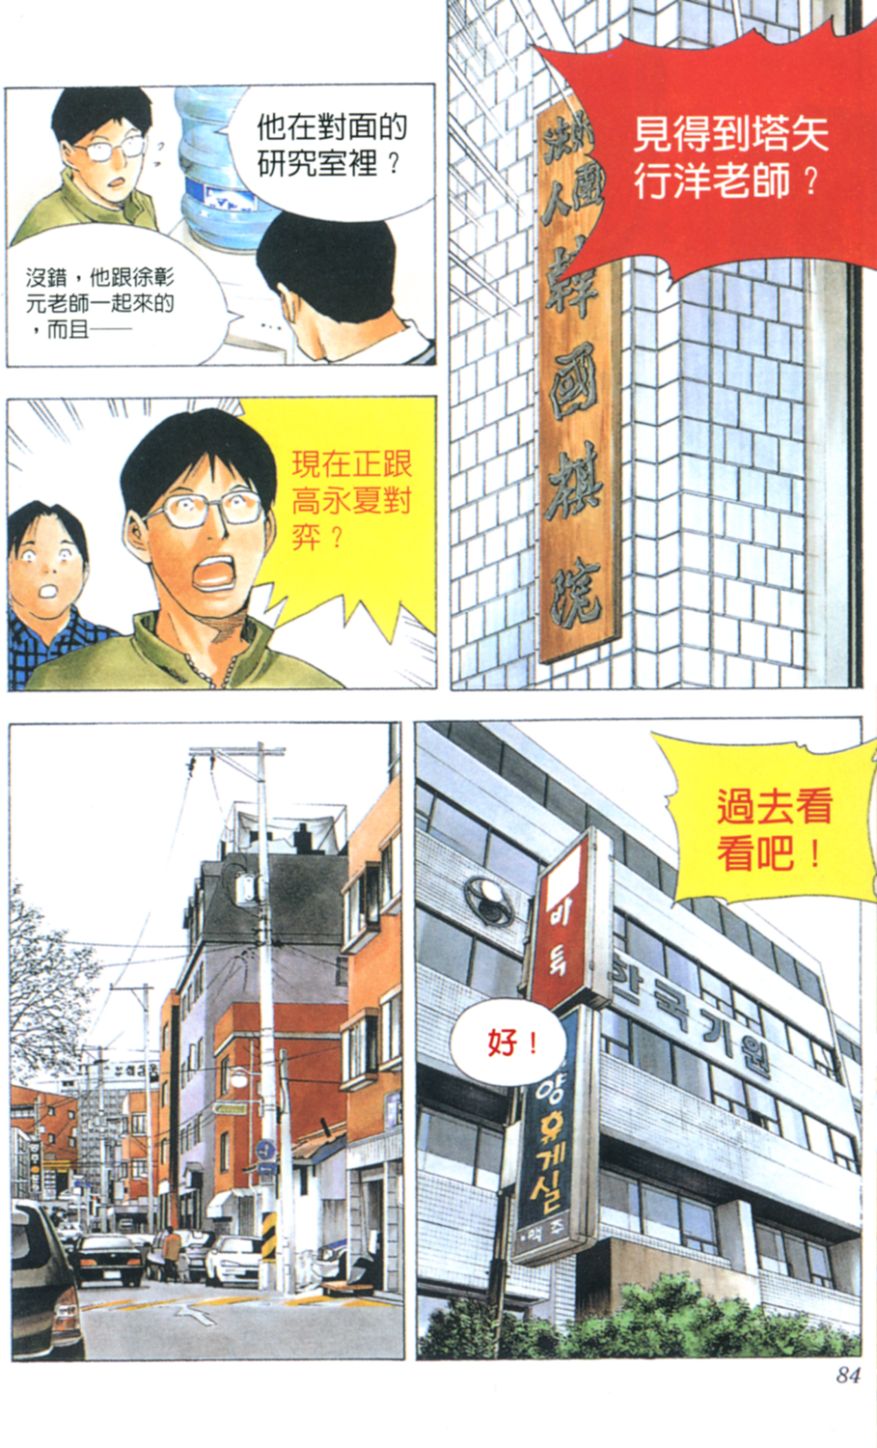 見得到塔矢
行洋老師？
韓國棋院
他在對面的
研究室裡？
沒錯，他跟徐彰
元老師一起來的
，而且——
現在正跟
高永夏對
弈？
過去看
看吧！
바둑
한국기원
양휴게실
맥주
好！
84